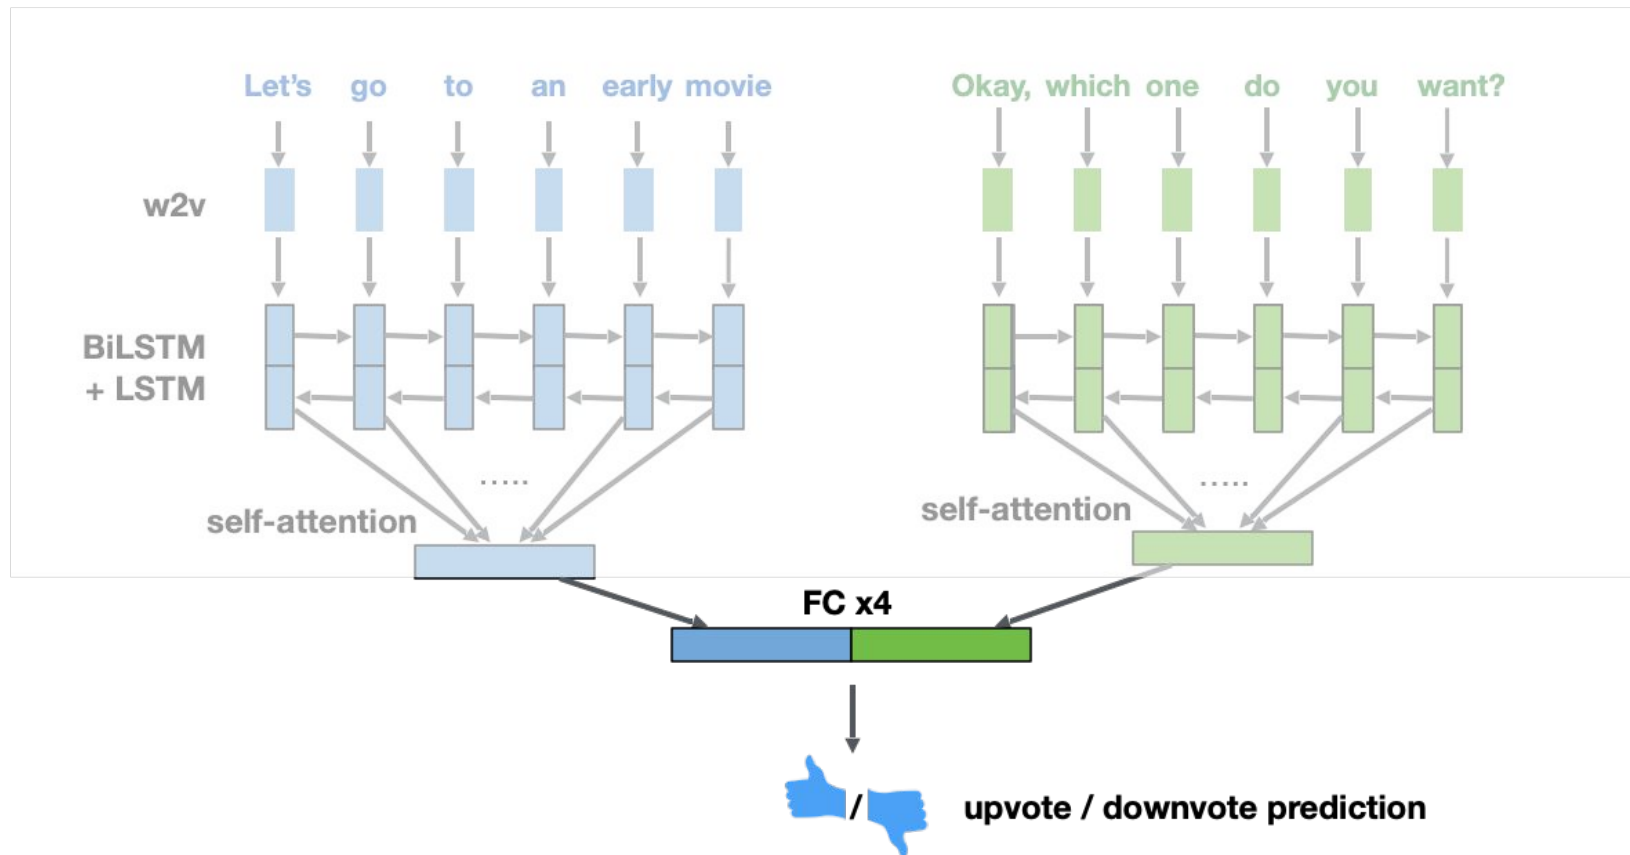 Let's go to an early movie
Okay, which one do you want?
w2v
BiLSTM
+ LSTM
.....
.....
self-attention
self-attention
FC x4
/
upvote / downvote prediction